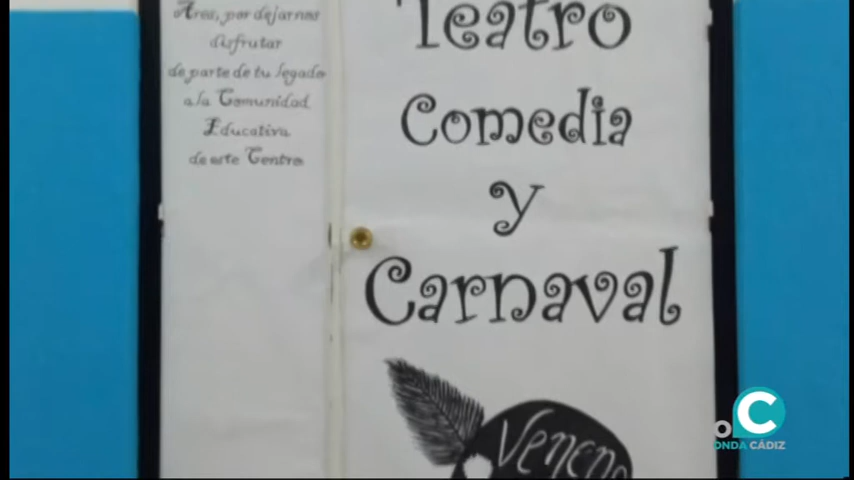 Ares, por dejarnos
disfrutar
de parte de tu legado
a la Comunidad
Educativa
de este Centro
Teatro
Comedia
y
Carnaval
Veneno
O
C
ONDA CÁDIZ